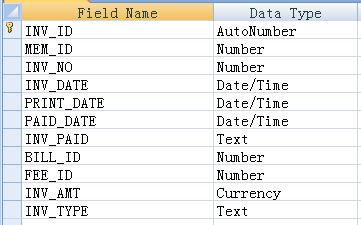 Field Name Data Type
INV_ID AutoNumber
MEM_ID Number
INV_NO Number
INV_DATE Date/Time
PRINT_DATE Date/Time
PAID_DATE Date/Time
INV_PAID Text
BILL_ID Number
FEE_ID Number
INV_AMT Currency
INV_TYPE Text